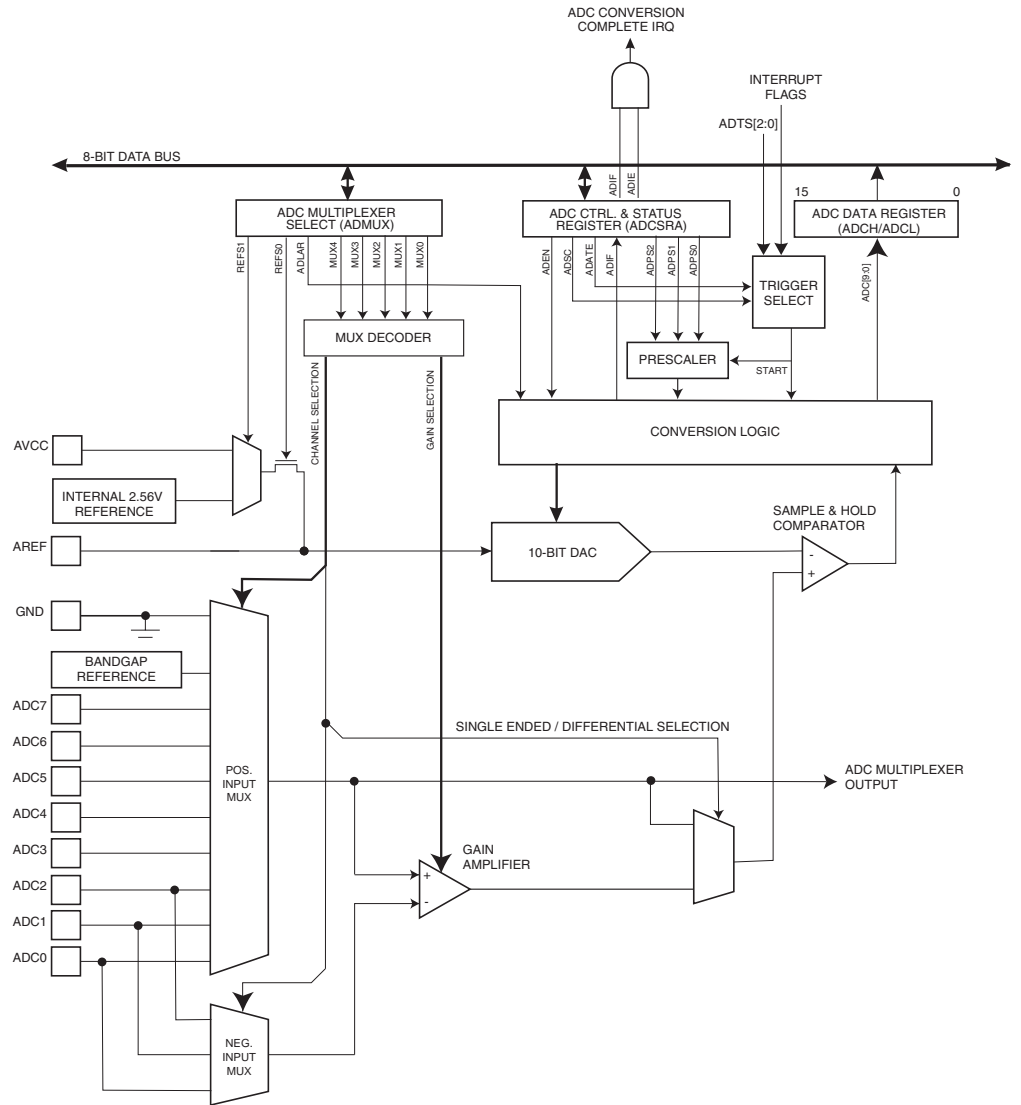 ADC CONVERSION
COMPLETE IRQ
INTERRUPT
FLAGS
ADTS[2:0]
8-BIT DATA BUS
ADIF
ADIE
15
0
ADC MULTIPLEXER
SELECT (ADMUX)
ADC CTRL. & STATUS
REGISTER (ADCSRA)
ADC DATA REGISTER
(ADCH/ADCL)
REFS1
REFS0
ADLAR
MUX4
MUX3
MUX2
MUX1
MUX0
ADEN
ADSC
ADATE
ADIF
ADPS2
ADPS1
ADPS0
ADC[9:0]
TRIGGER
SELECT
MUX DECODER
PRESCALER
START
CHANNEL SELECTION
GAIN SELECTION
CONVERSION LOGIC
AVCC
INTERNAL 2.56V
REFERENCE
SAMPLE & HOLD
COMPARATOR
AREF
10-BIT DAC
-
+
GND
BANDGAP
REFERENCE
ADC7
SINGLE ENDED / DIFFERENTIAL SELECTION
ADC6
ADC5
POS.
INPUT
MUX
ADC MULTIPLEXER
OUTPUT
ADC4
ADC3
GAIN
AMPLIFIER
ADC2
+
-
ADC1
ADC0
NEG.
INPUT
MUX